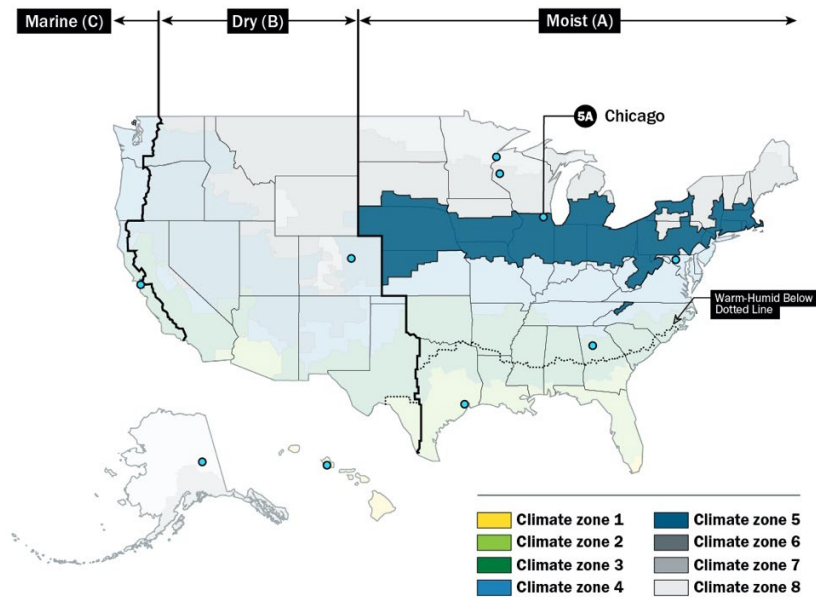 Marine (C)
Dry (B)
Moist (A)
5A Chicago
Warm-Humid Below
Dotted Line
Climate zone 1
Climate zone 2
Climate zone 3
Climate zone 4
Climate zone 5
Climate zone 6
Climate zone 7
Climate zone 8